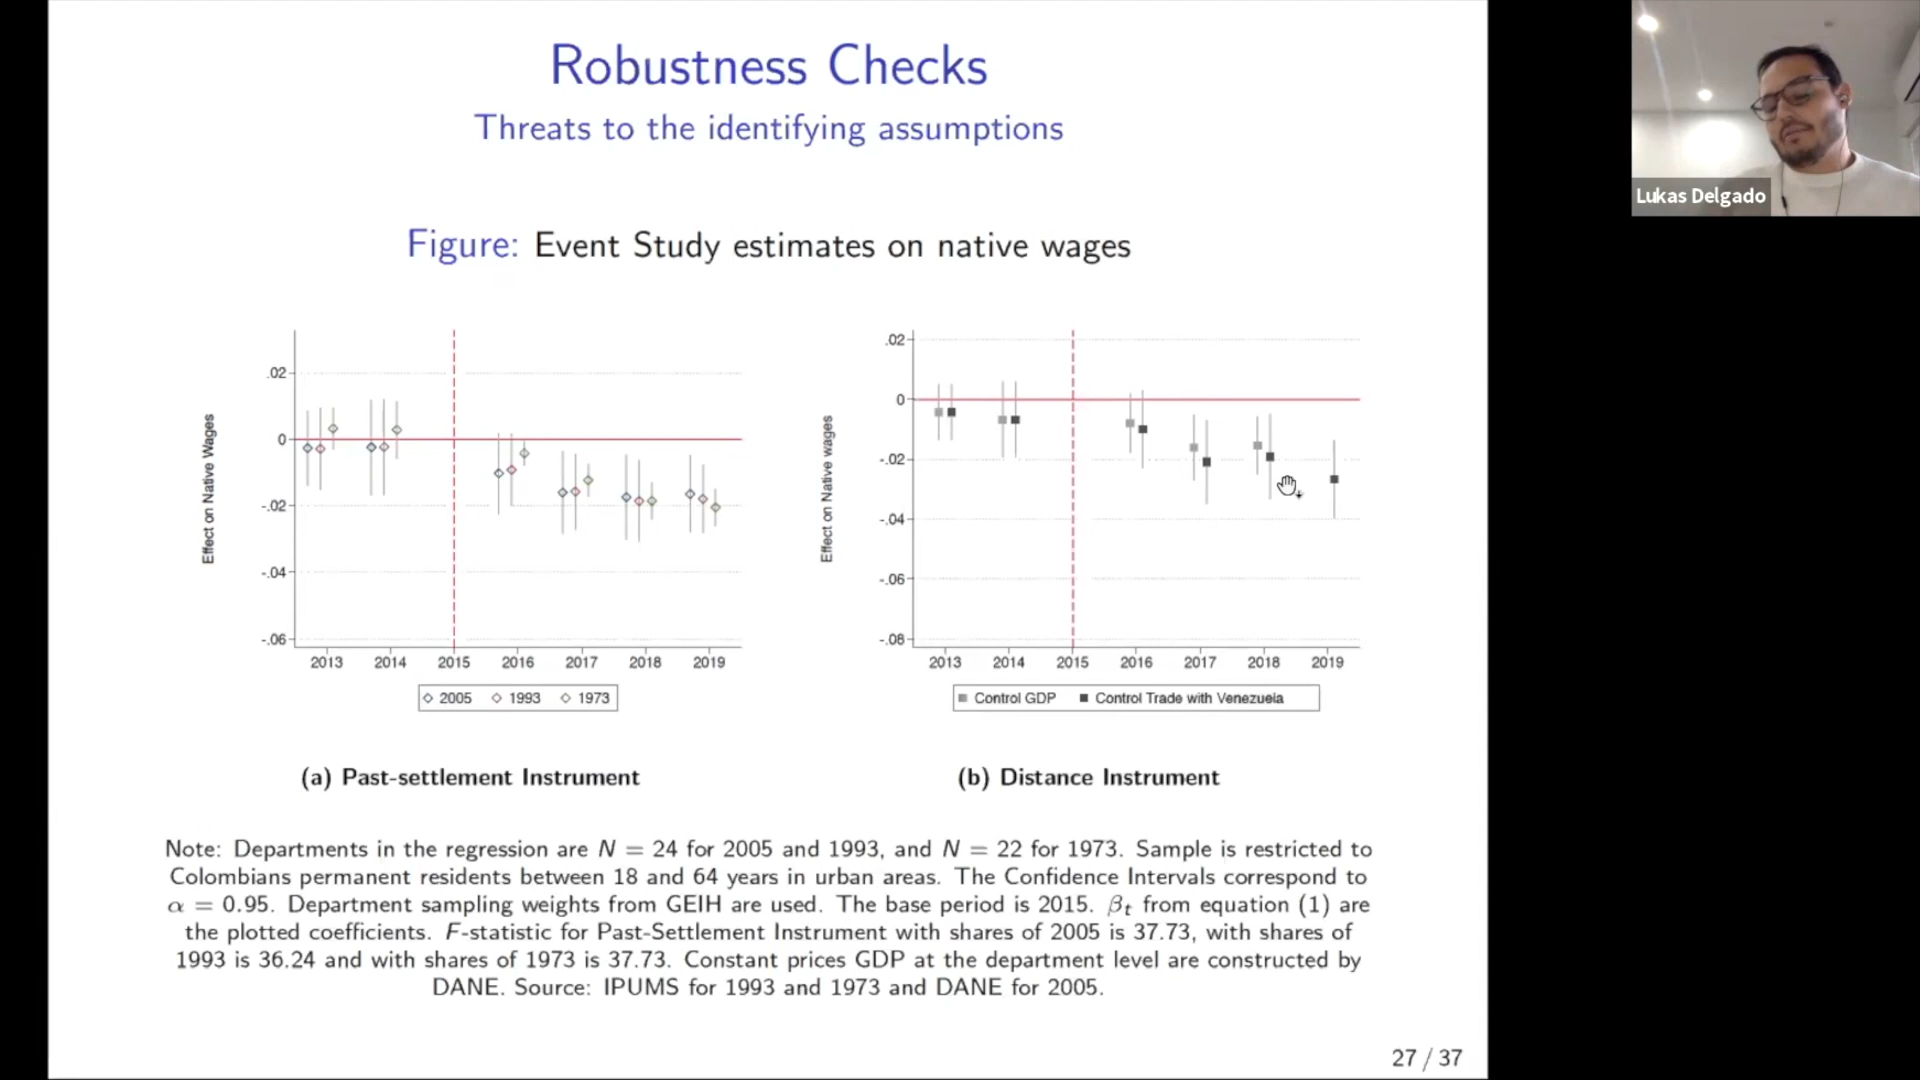 Robustness Checks
Threats to the identifying assumptions
Figure: Event Study estimates on native wages
Effect on Native Wages
.02
0
-.02
-.04
-.06
2013 2014 2015 2016 2017 2018 2019
2005 1993 1973
(a) Past-settlement Instrument
Effect on Native wages
.02
0
-.02
-.04
-.06
-.08
2013 2014 2015 2016 2017 2018 2019
Control GDP Control Trade with Venezuela
(b) Distance Instrument
Note: Departments in the regression are N = 24 for 2005 and 1993, and N = 22 for 1973. Sample is restricted to
Colombians permanent residents between 18 and 64 years in urban areas. The Confidence Intervals correspond to
α = 0.95. Department sampling weights from GEIH are used. The base period is 2015. βt from equation (1) are
the plotted coefficients. F-statistic for Past-Settlement Instrument with shares of 2005 is 37.73, with shares of
1993 is 36.24 and with shares of 1973 is 37.73. Constant prices GDP at the department level are constructed by
DANE. Source: IPUMS for 1993 and 1973 and DANE for 2005.
27 / 37
Lukas Delgado